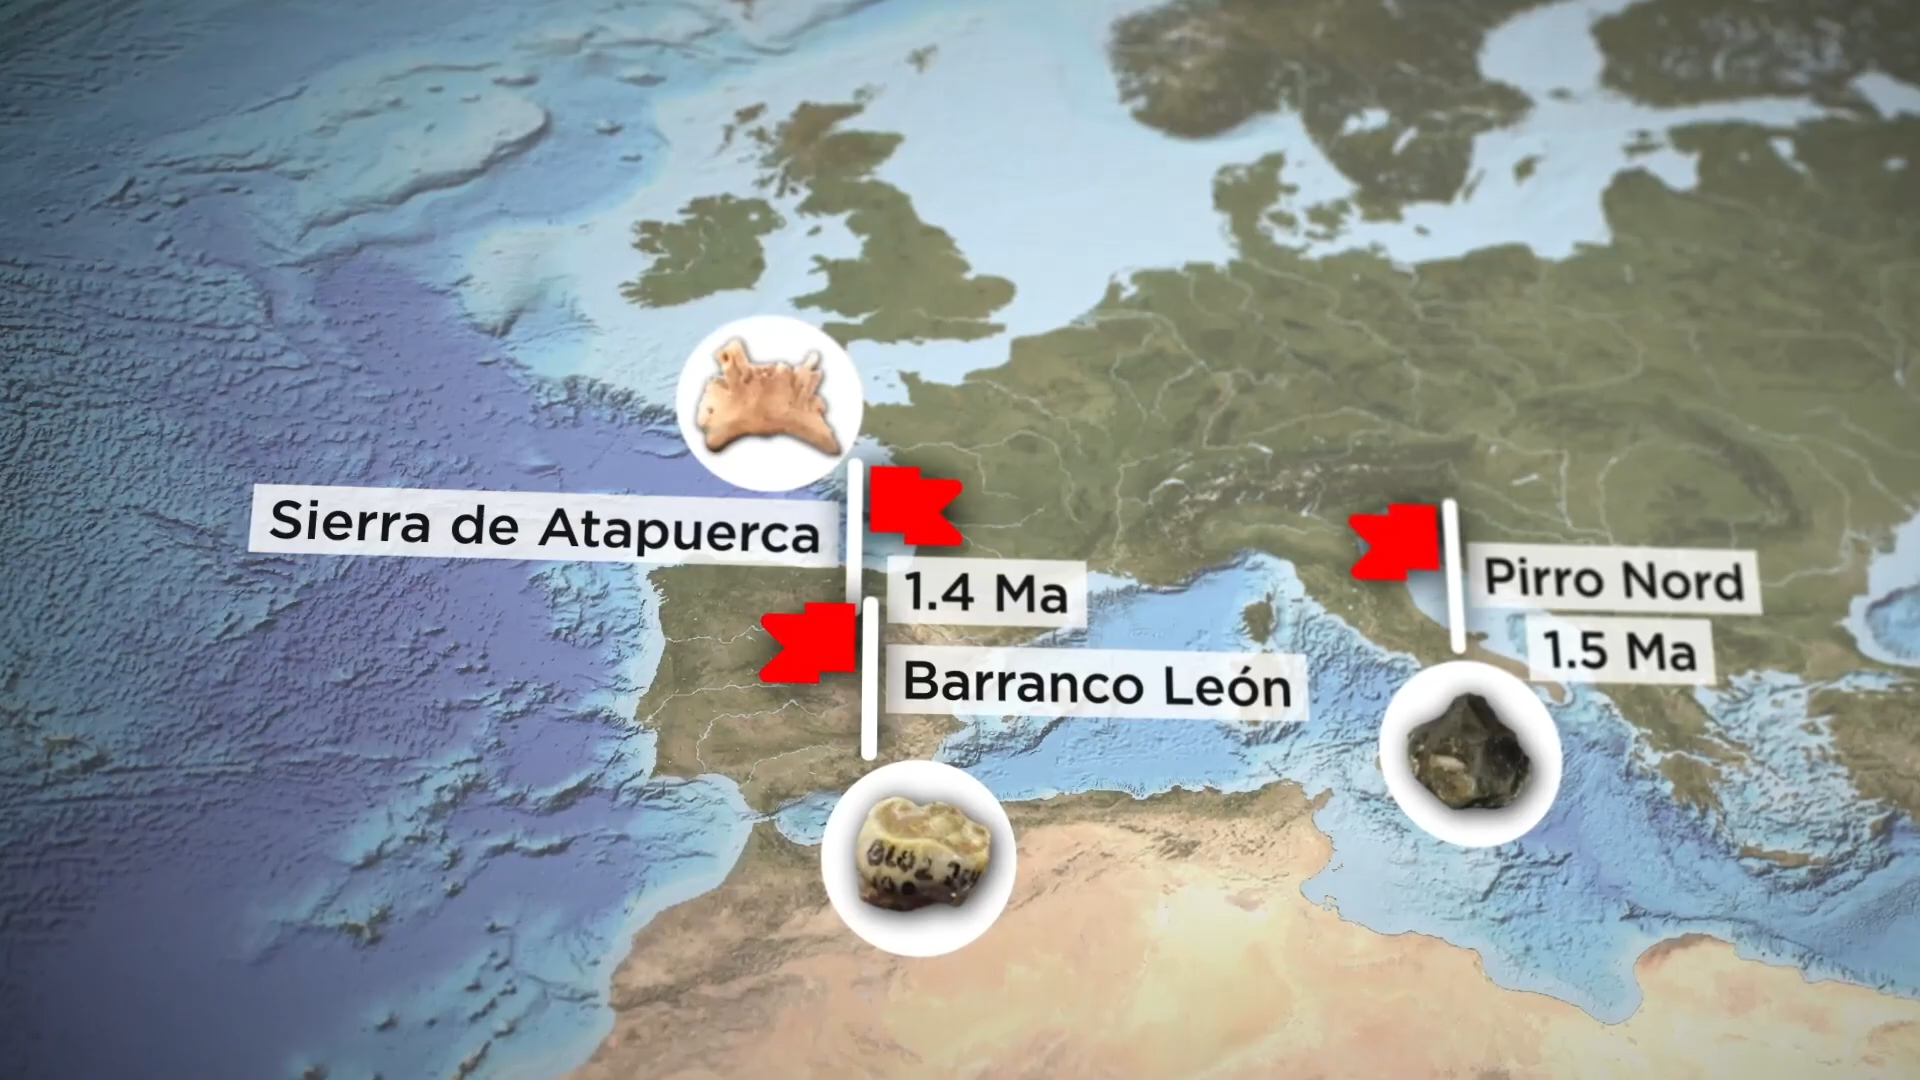 Sierra de Atapuerca
1.4 Ma
Barranco León
Pirro Nord
1.5 Ma